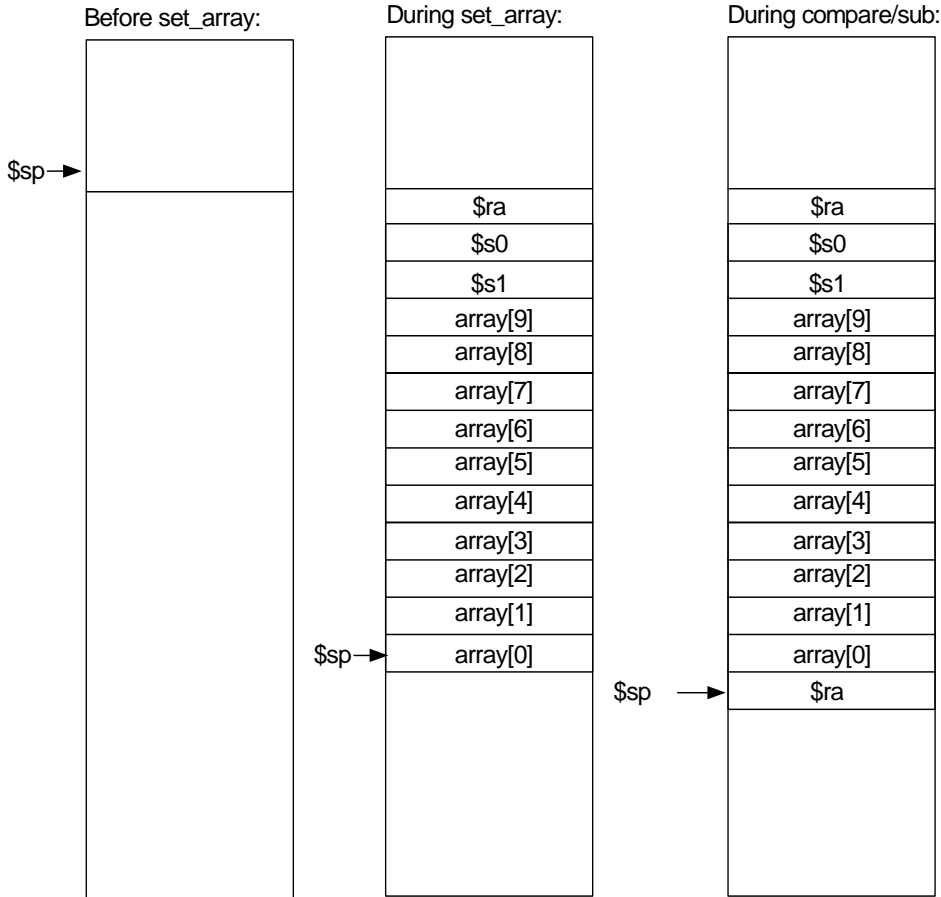 Before set_array:
During set_array:
During compare/sub:
$sp
$ra
$s0
$s1
array[9]
array[8]
array[7]
array[6]
array[5]
array[4]
array[3]
array[2]
array[1]
$sp
array[0]
$ra
$s0
$s1
array[9]
array[8]
array[7]
array[6]
array[5]
array[4]
array[3]
array[2]
array[1]
array[0]
$sp
$ra